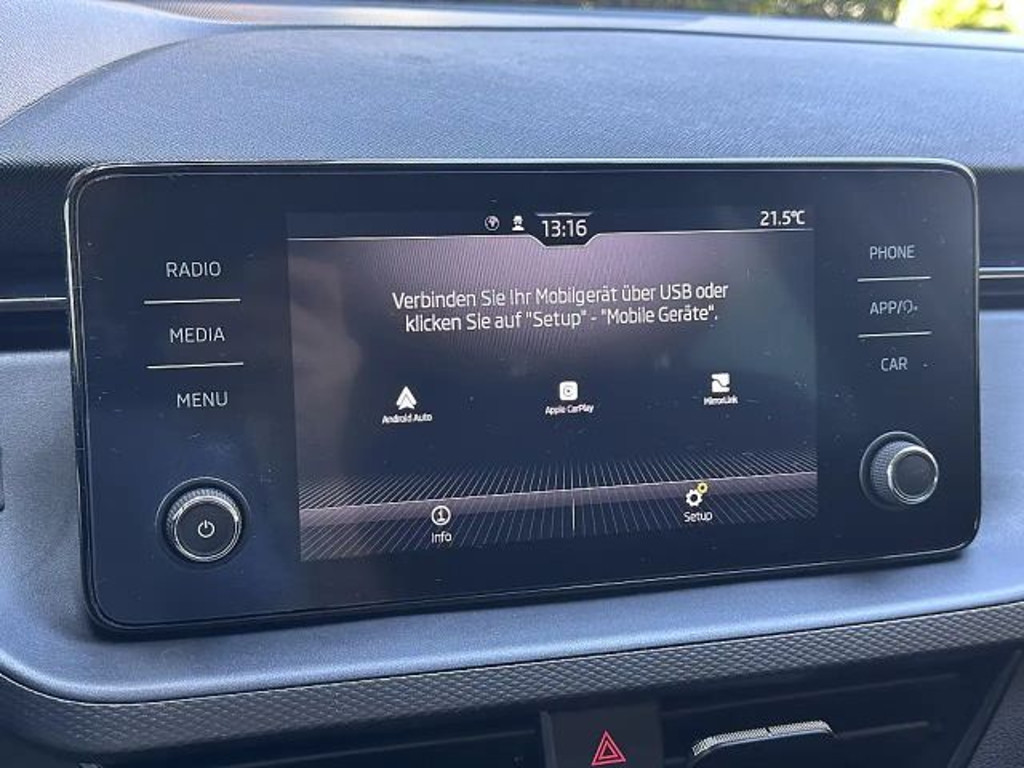 13:16
21.5°C
RADIO
MEDIA
MENU
Verbinden Sie Ihr Mobilgerät über USB oder
klicken Sie auf "Setup" - "Mobile Geräte".
Android Auto
Apple CarPlay
MirrorLink
Info
Setup
PHONE
APP/
CAR